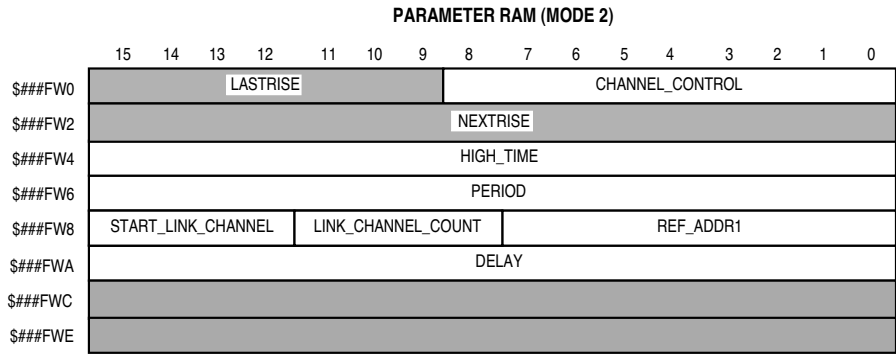 PARAMETER RAM (MODE 2)
15 14 13 12 11 10 9 8 7 6 5 4 3 2 1 0
$###FW0 LASTRISE CHANNEL_CONTROL
$###FW2 NEXTRISE
$###FW4 HIGH_TIME
$###FW6 PERIOD
$###FW8 START_LINK_CHANNEL LINK_CHANNEL_COUNT REF_ADDR1
$###FWA DELAY
$###FWC
$###FWE